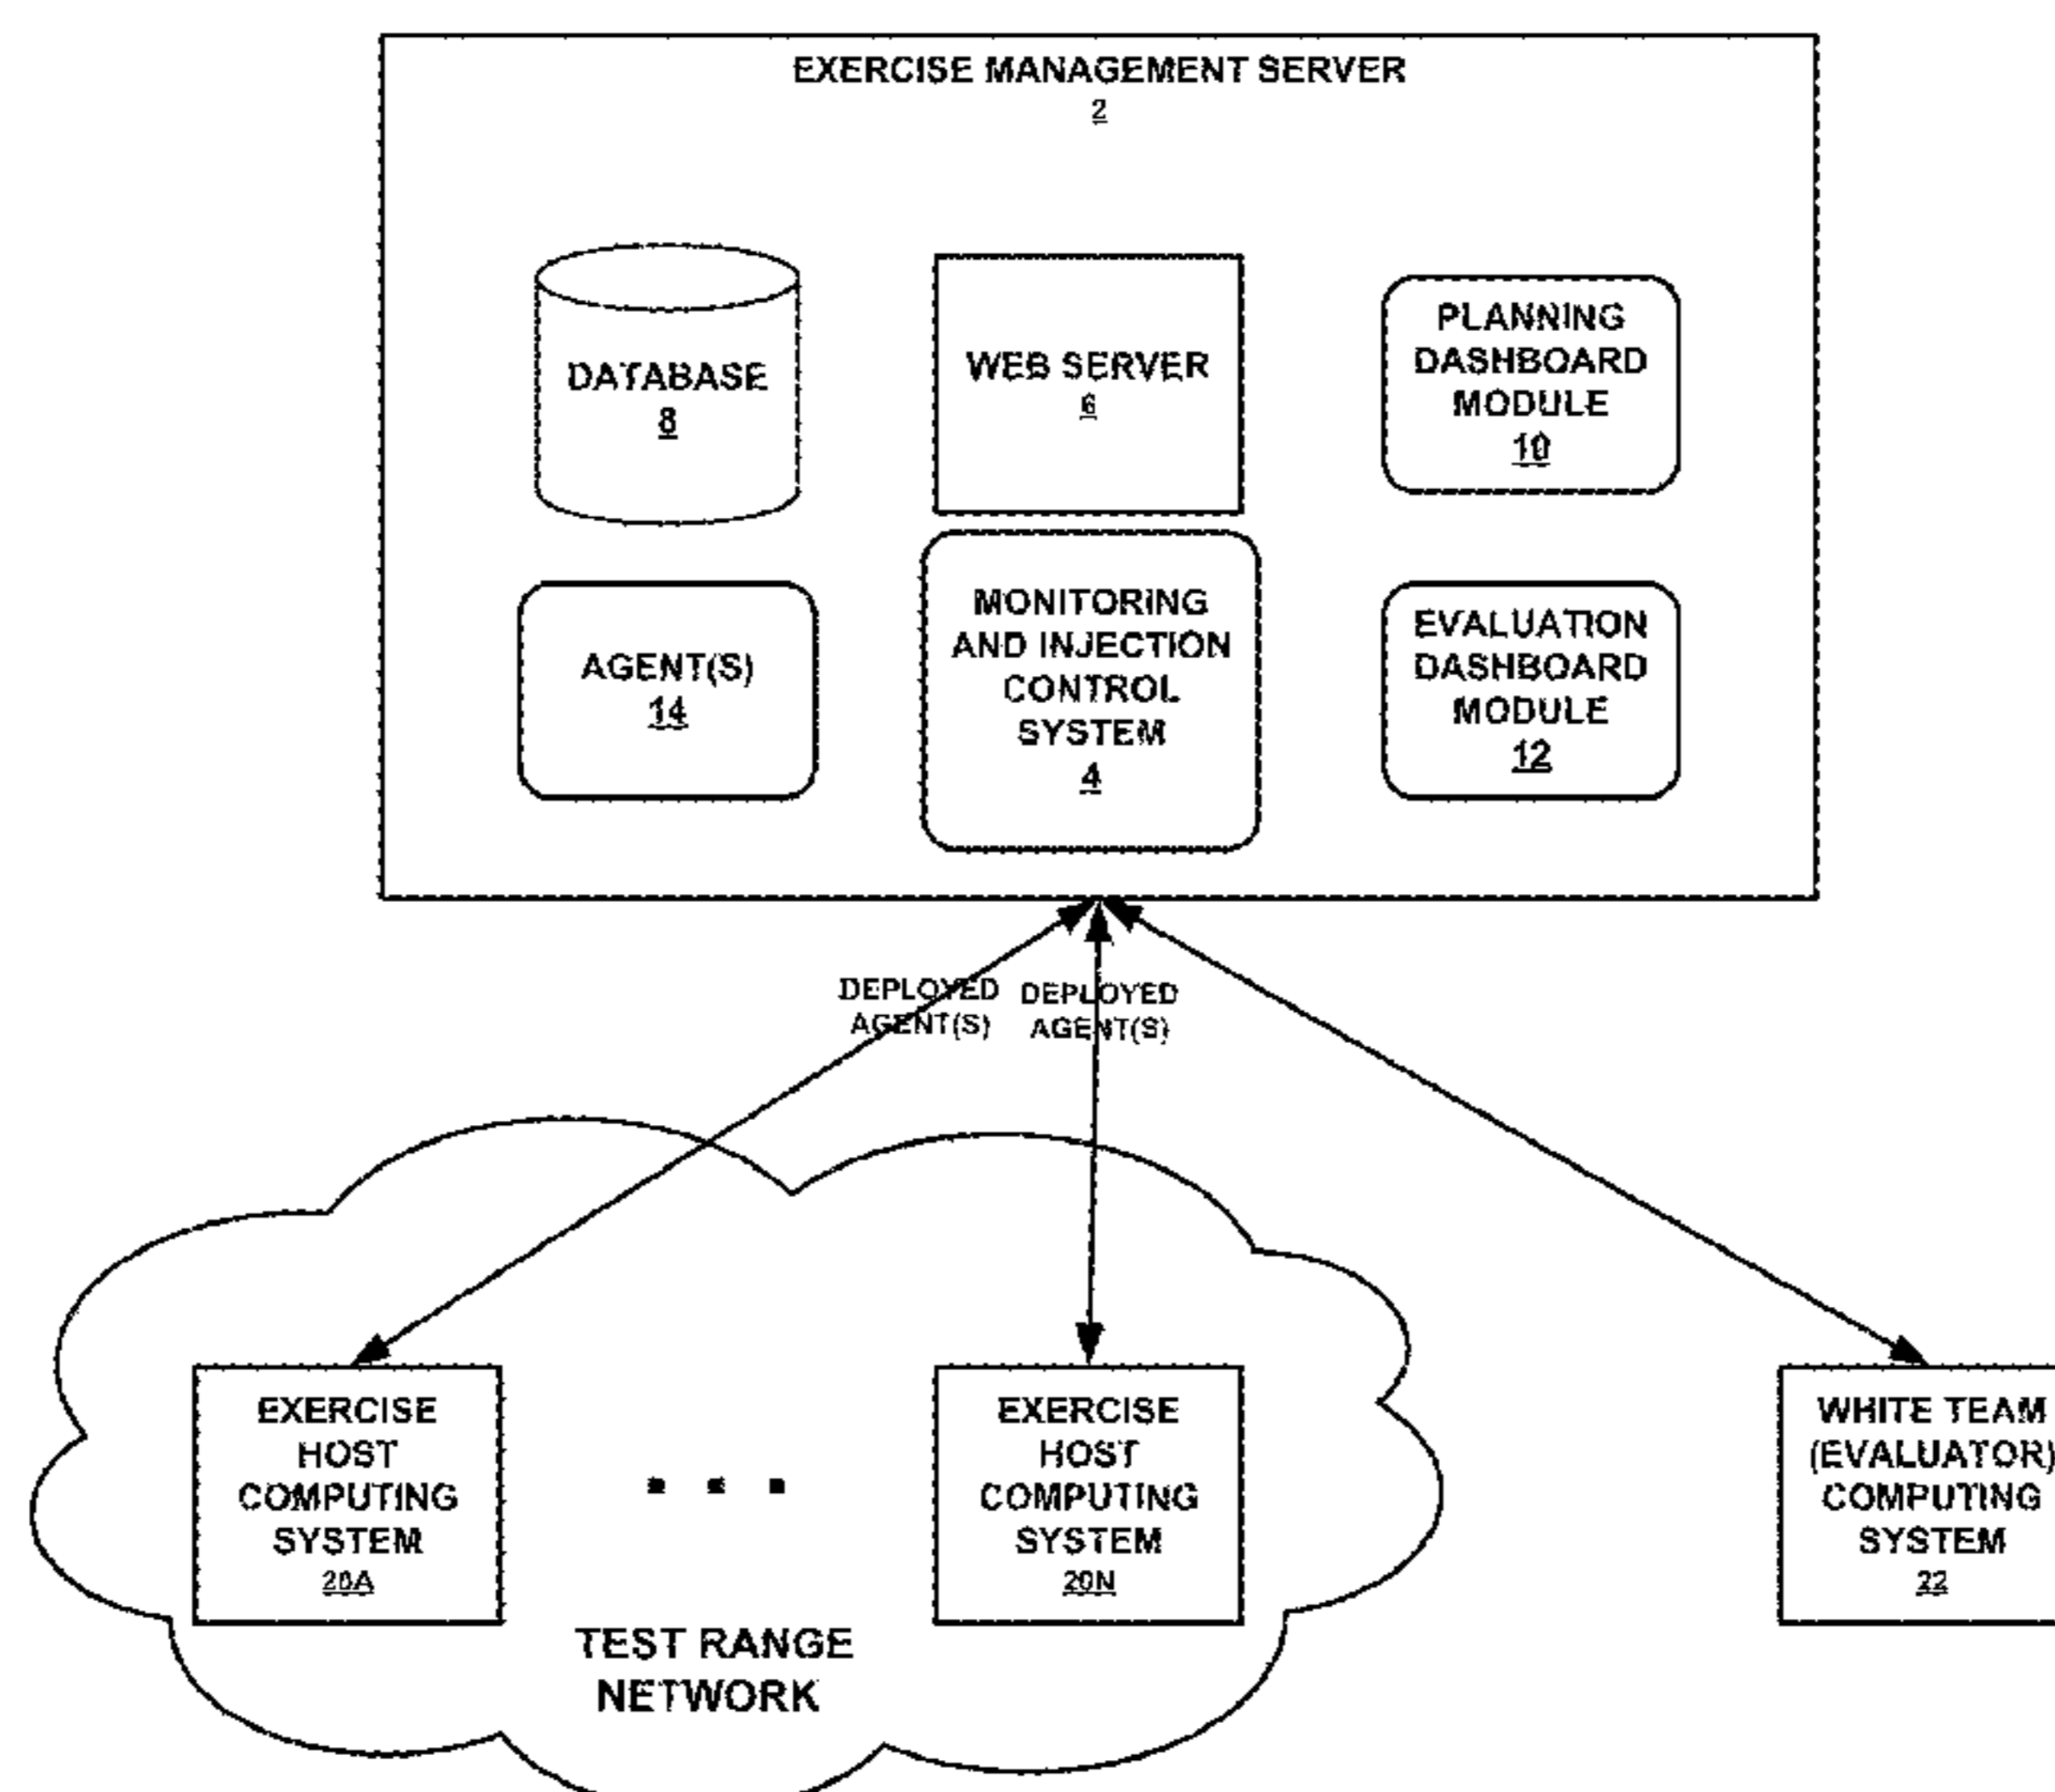 EXERCISE MANAGEMENT SERVER
2
DATABASE
8
WEB SERVER
6
PLANNING
DASHBOARD
MODULE
10
AGENT(S)
14
MONITORING
AND INJECTION
CONTROL
SYSTEM
4
EVALUATION
DASHBOARD
MODULE
12
DEPLOYED
AGENT(S)
DEPLOYED
AGENT(S)
EXERCISE
HOST
COMPUTING
SYSTEM
20A
EXERCISE
HOST
COMPUTING
SYSTEM
20N
WHITE TEAM
(EVALUATOR)
COMPUTING
SYSTEM
22
TEST RANGE
NETWORK